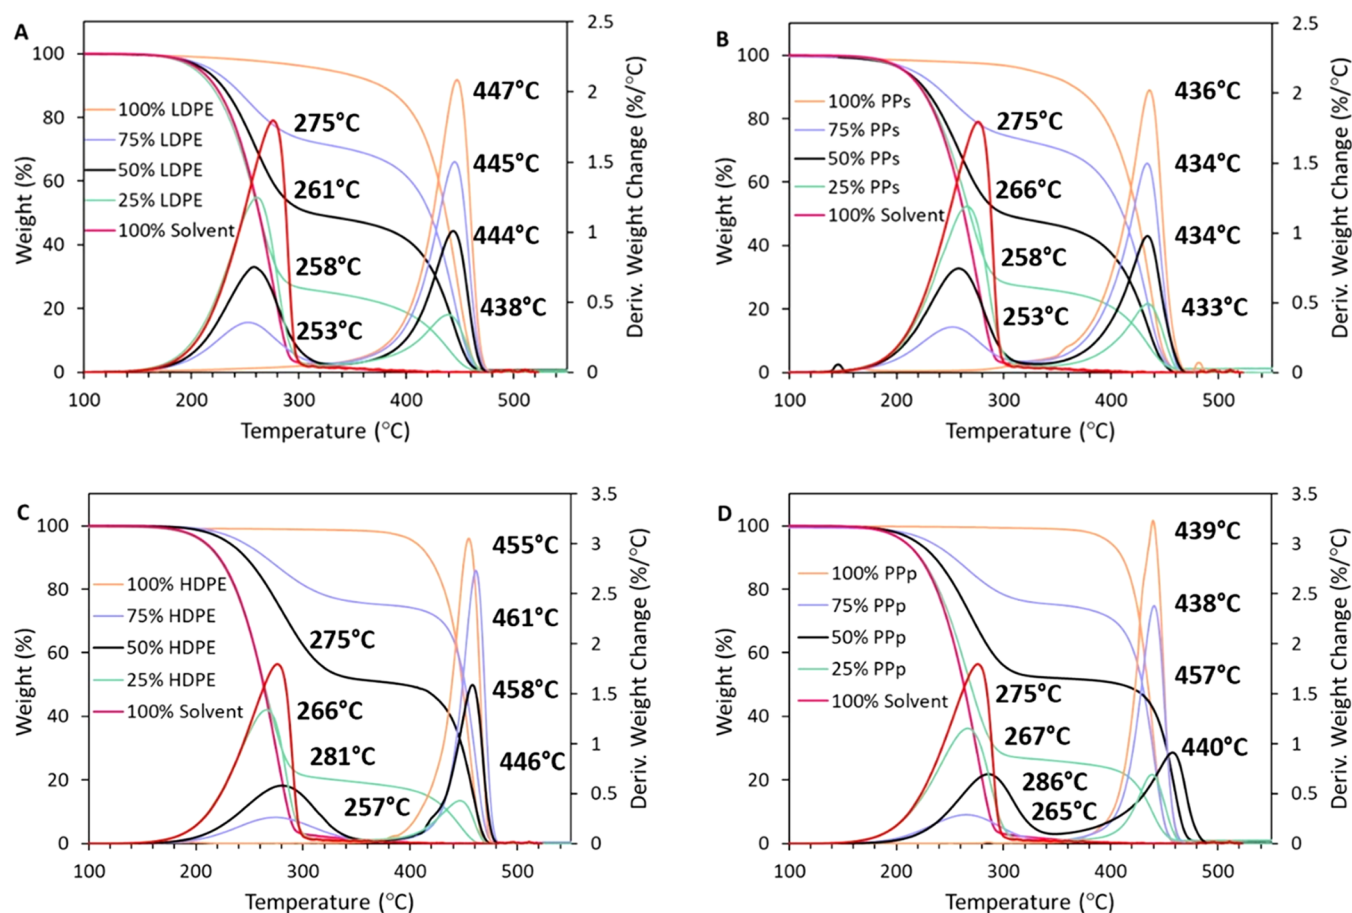 A
2.5
100
2
80
1.5
60
1
40
0.5
20
0
0
100 200 300 400 500
Weight (%)
Deriv. Weight Change (%/°C)
Temperature (°C)
100% LDPE
75% LDPE
50% LDPE
25% LDPE
100% Solvent
275°C
261°C
258°C
253°C
447°C
445°C
444°C
438°C
B
2.5
100
2
80
1.5
60
1
40
0.5
20
0
0
100 200 300 400 500
Weight (%)
Deriv. Weight Change (%/°C)
Temperature (°C)
100% PPs
75% PPs
50% PPs
25% PPs
100% Solvent
275°C
266°C
258°C
253°C
436°C
434°C
434°C
433°C
C
3.5
100
3
80
2.5
60
2
1.5
40
1
20
0.5
0
0
100 200 300 400 500
Weight (%)
Deriv. Weight Change (%/°C)
Temperature (°C)
100% HDPE
75% HDPE
50% HDPE
25% HDPE
100% Solvent
275°C
266°C
281°C
257°C
455°C
461°C
458°C
446°C
D
3.5
100
3
80
2.5
60
2
1.5
40
1
20
0.5
0
0
100 200 300 400 500
Weight (%)
Deriv. Weight Change (%/°C)
Temperature (°C)
100% PPp
75% PPp
50% PPp
25% PPp
100% Solvent
275°C
267°C
286°C
265°C
439°C
438°C
457°C
440°C